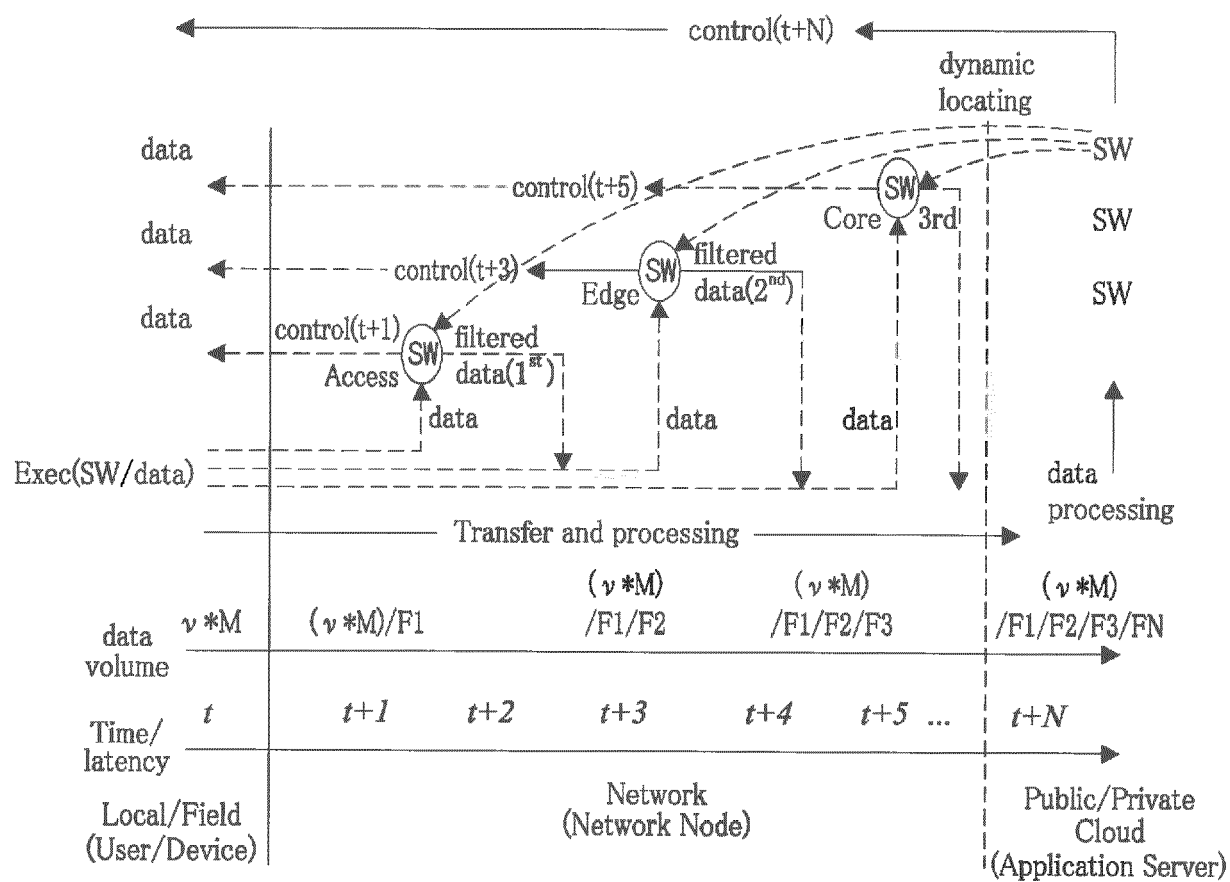 control(t+N)
dynamic
locating
data
SW
control(t+5)
SW
Core
3rd
SW
data
control(t+3)
SW
filtered
data(2nd)
Edge
SW
data
control(t+1)
SW
filtered
data(1st)
Access
data
data
data
Exec(SW/data)
data
processing
Transfer and processing
data
volume
ν*M
(ν*M)/F1
(ν*M)
/F1/F2
(ν*M)
/F1/F2/F3
(ν*M)
/F1/F2/F3/FN
Time/
latency
t
t+1
t+2
t+3
t+4
t+5
...
t+N
Local/Field
(User/Device)
Network
(Network Node)
Public/Private
Cloud
(Application Server)